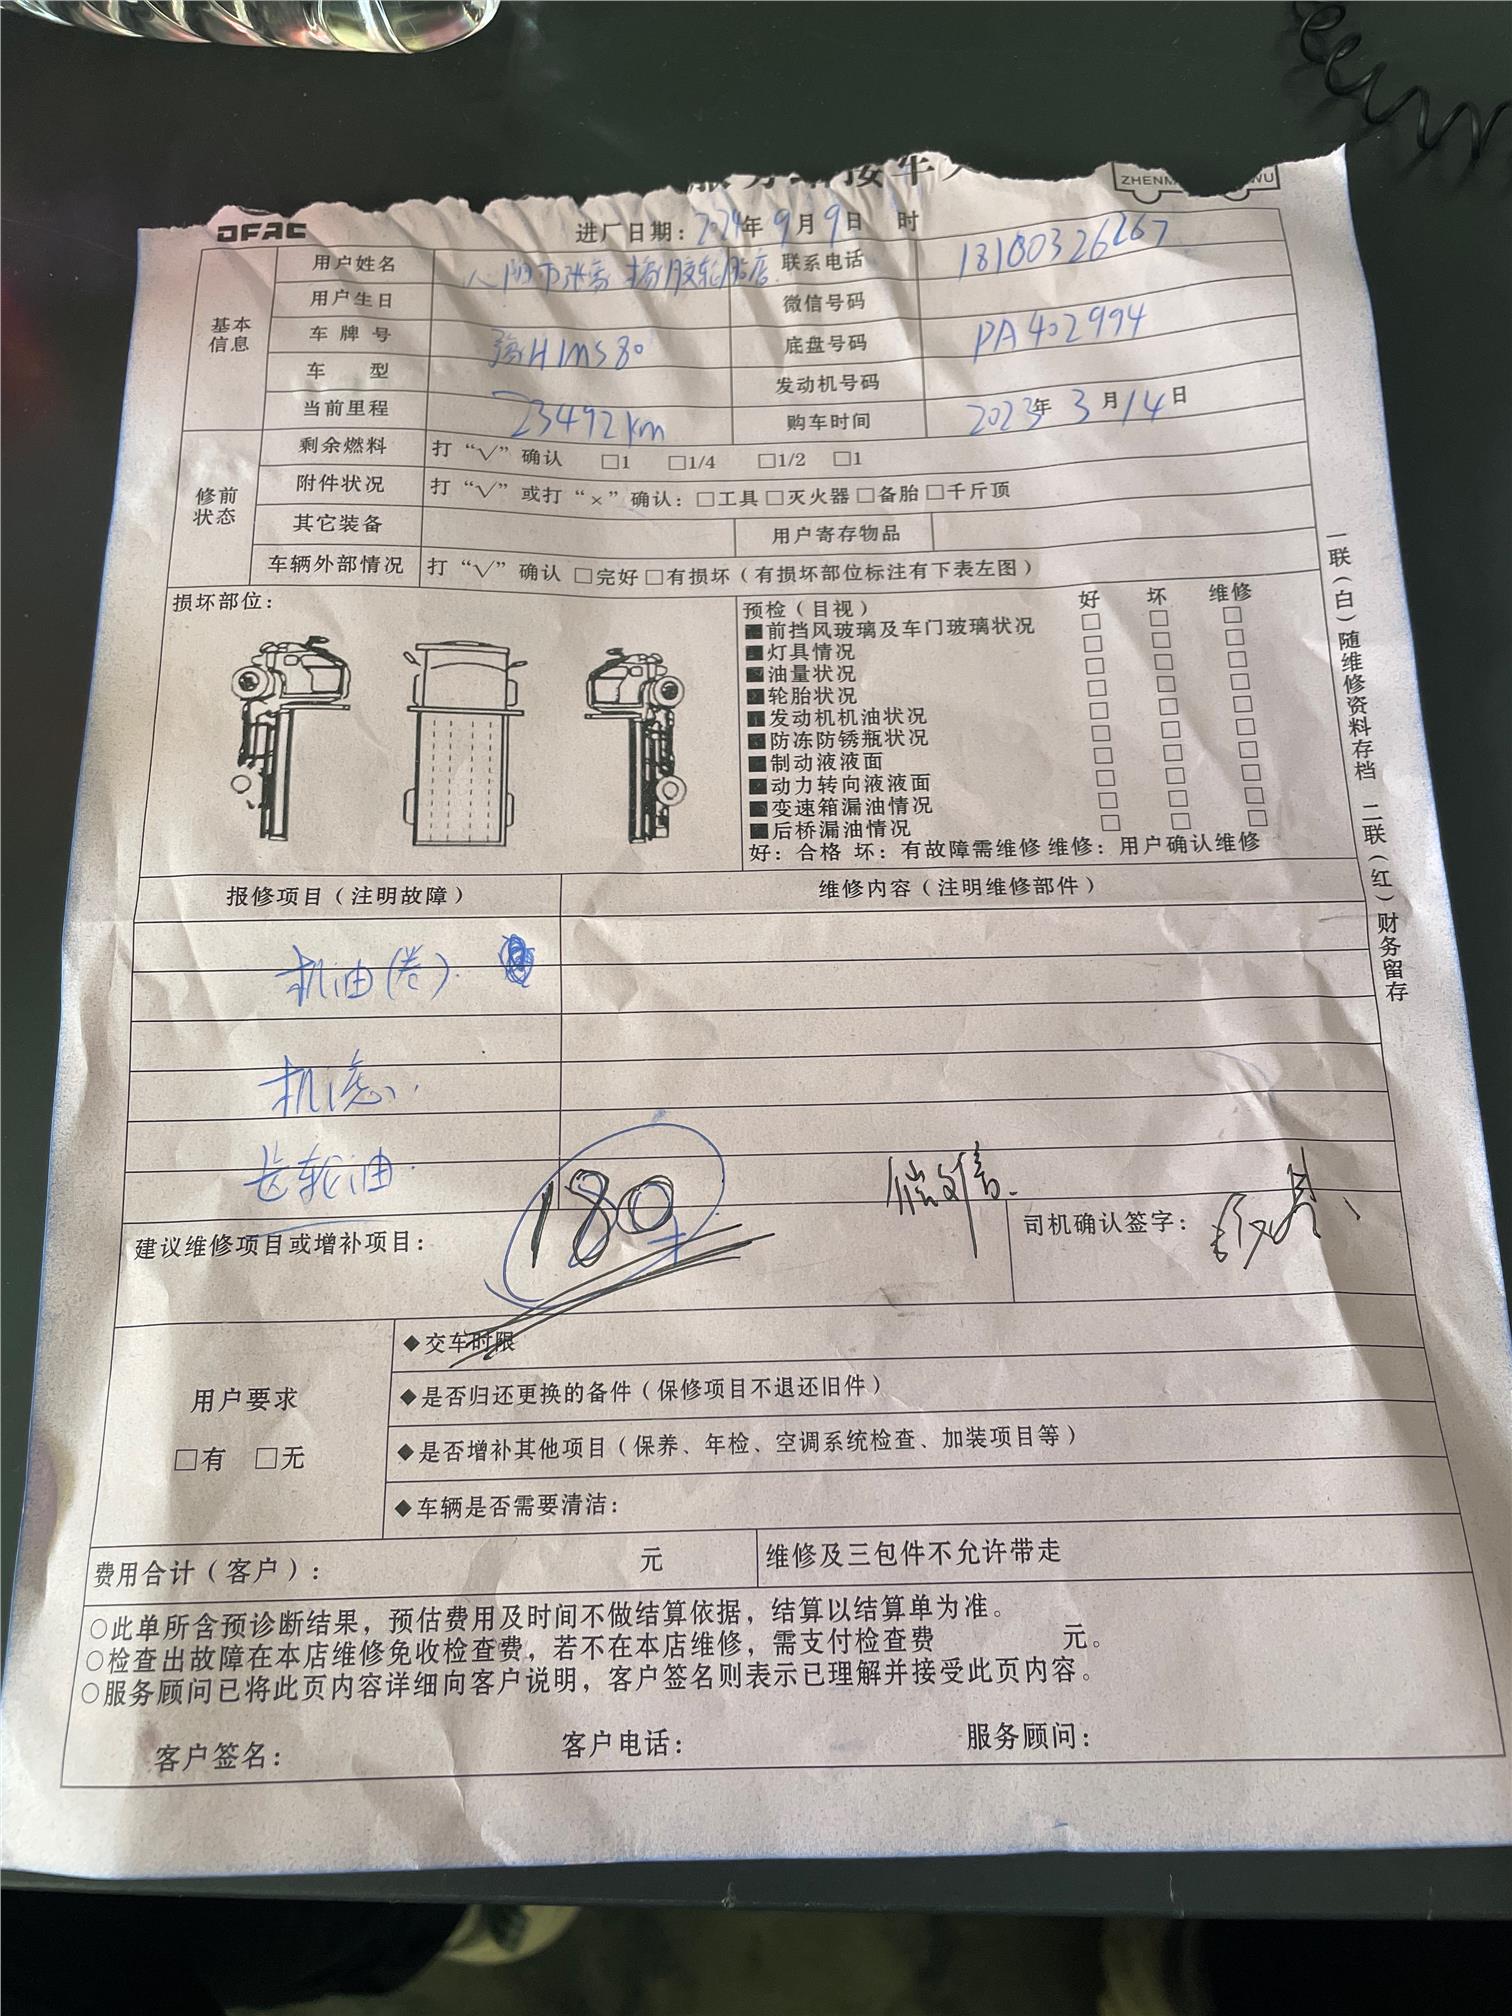 DFAC
ZHENM WU
进厂日期：2024年9月9日 时
基本信息
用户姓名 联系电话 18180326267
用户生日 微信号码
车牌号 豫H1MS80 底盘号码 PA402994
车型 发动机号码
当前里程 23492km 购车时间 2023年3月14日
修前状态
剩余燃料 打“√”确认 □1 □1/4 □1/2 □1
附件状况 打“√”或打“×”确认：□工具□灭火器□备胎□千斤顶
其它装备 用户寄存物品
车辆外部情况 打“√”确认 □完好□有损坏（有损坏部位标注有下表左图）
损坏部位：
预检（目视） 好 坏 维修
■前挡风玻璃及车门玻璃状况 □ □ □
■灯具情况 □ □ □
■油量状况 □ □ □
■轮胎状况 □ □ □
■发动机机油状况 □ □ □
■防冻防锈瓶状况 □ □ □
■制动液液面 □ □ □
■动力转向液液面 □ □ □
■变速箱漏油情况 □ □ □
■后桥漏油情况 □ □ □
好：合格 坏：有故障需维修 维修：用户确认维修
一联（白）随维修资料存档 二联（红）财务留存
报修项目（注明故障） 维修内容（注明维修部件）
机油
机滤
齿轮油
180
建议维修项目或增补项目： 司机确认签字：
用户要求
□有 □无
◆交车时限
◆是否归还更换的备件（保修项目不退还旧件）
◆是否增补其他项目（保养、年检、空调系统检查、加装项目等）
◆车辆是否需要清洁：
费用合计（客户）： 元 维修及三包件不允许带走
○此单所含预诊断结果，预估费用及时间不做结算依据，结算以结算单为准。
○检查出故障在本店维修免收检查费，若不在本店维修，需支付检查费 元。
○服务顾问已将此页内容详细向客户说明，客户签名则表示已理解并接受此页内容。
客户签名： 客户电话： 服务顾问：